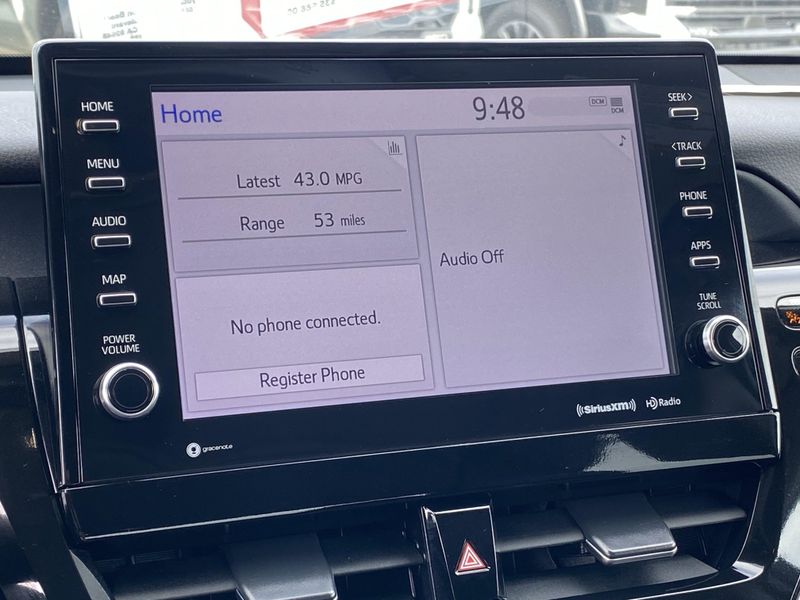 HOME
MENU
AUDIO
MAP
POWER
VOLUME
Home
9:48
DCM
DCM
Latest 43.0 MPG
Range 53 miles
No phone connected.
Register Phone
Audio Off
SEEK>
<TRACK
PHONE
APPS
TUNE
SCROLL
gracenote
((SiriusXM))
HD Radio